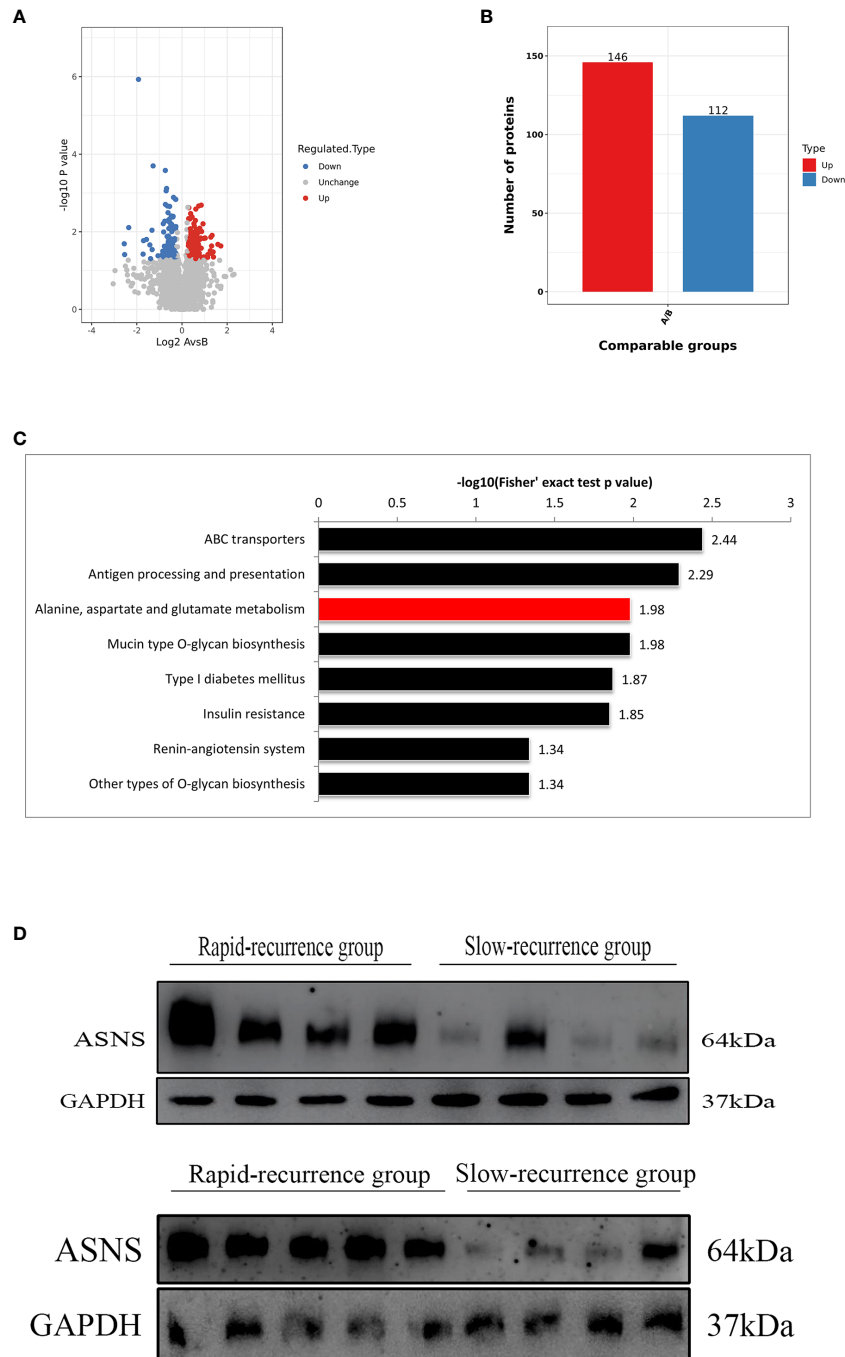 A
-log10 P value
6
4
2
0
-4 -2 0 2 4
Log2 AvsB
Regulated.Type
Down
Unchange
Up
B
Number of proteins
150
100
50
0
146
112
A/B
Comparable groups
Type
Up
Down
C
-log10(Fisher' exact test p value)
0 0.5 1 1.5 2 2.5 3
ABC transporters 2.44
Antigen processing and presentation 2.29
Alanine, aspartate and glutamate metabolism 1.98
Mucin type O-glycan biosynthesis 1.98
Type I diabetes mellitus 1.87
Insulin resistance 1.85
Renin-angiotensin system 1.34
Other types of O-glycan biosynthesis 1.34
D
Rapid-recurrence group Slow-recurrence group
ASNS 64kDa
GAPDH 37kDa
Rapid-recurrence group Slow-recurrence group
ASNS 64kDa
GAPDH 37kDa